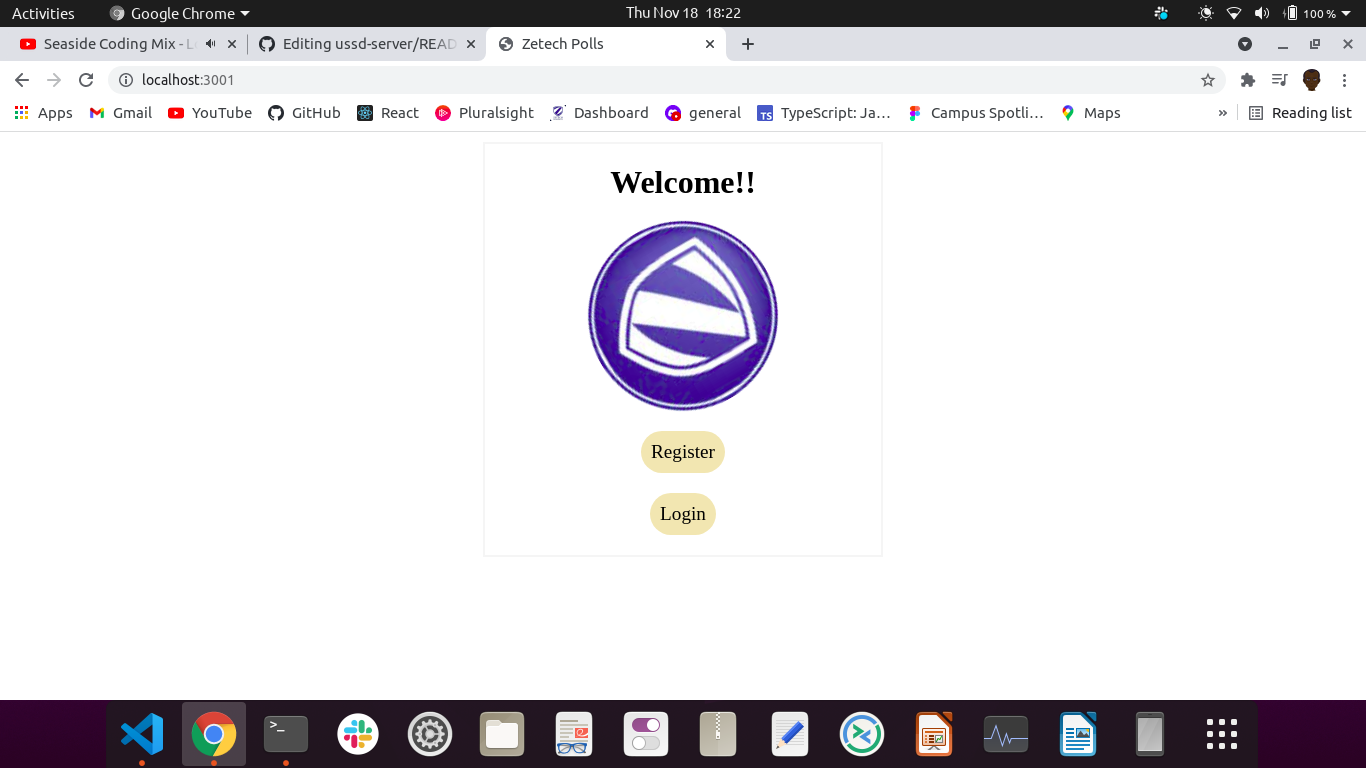 Activities Google Chrome Thu Nov 18 18:22 100 %
Seaside Coding Mix - L Editing ussd-server/READ Zetech Polls
localhost:3001
Apps Gmail YouTube GitHub React Pluralsight Dashboard general TS TypeScript: Ja… Campus Spotli… Maps » Reading list
Welcome!!
Register
Login
>_